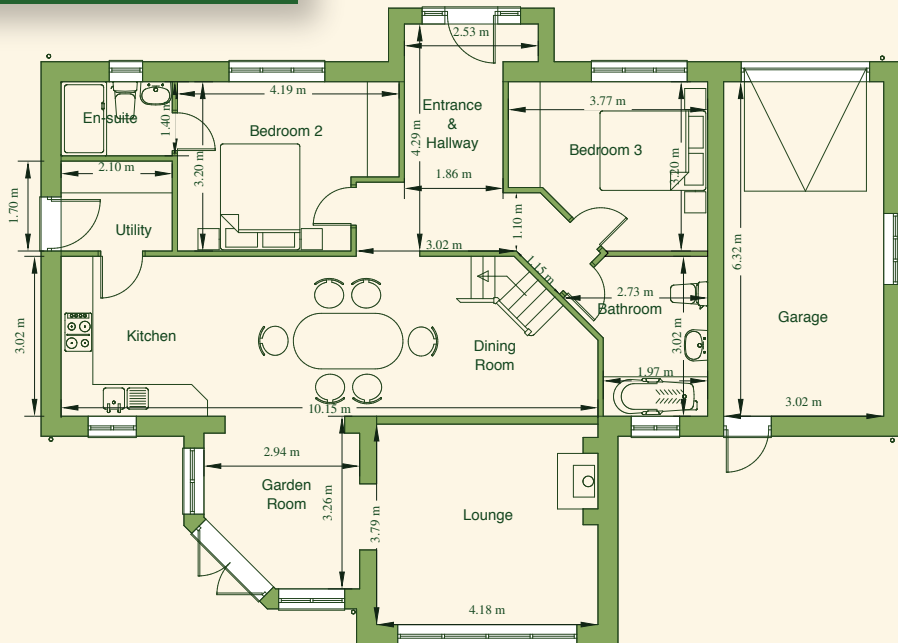 2.53 m
En-suite
1.40 m
4.19 m
Bedroom 2
3.20 m
Entrance
&
Hallway
4.29 m
1.86 m
3.77 m
Bedroom 3
3.20 m
2.10 m
1.70 m
Utility
3.02 m
1.10 m
1.15 m
6.32 m
Garage
3.02 m
2.73 m
Bathroom
3.02 m
1.97 m
Kitchen
3.02 m
Dining
Room
10.15 m
2.94 m
Garden
Room
3.26 m
3.79 m
Lounge
4.18 m